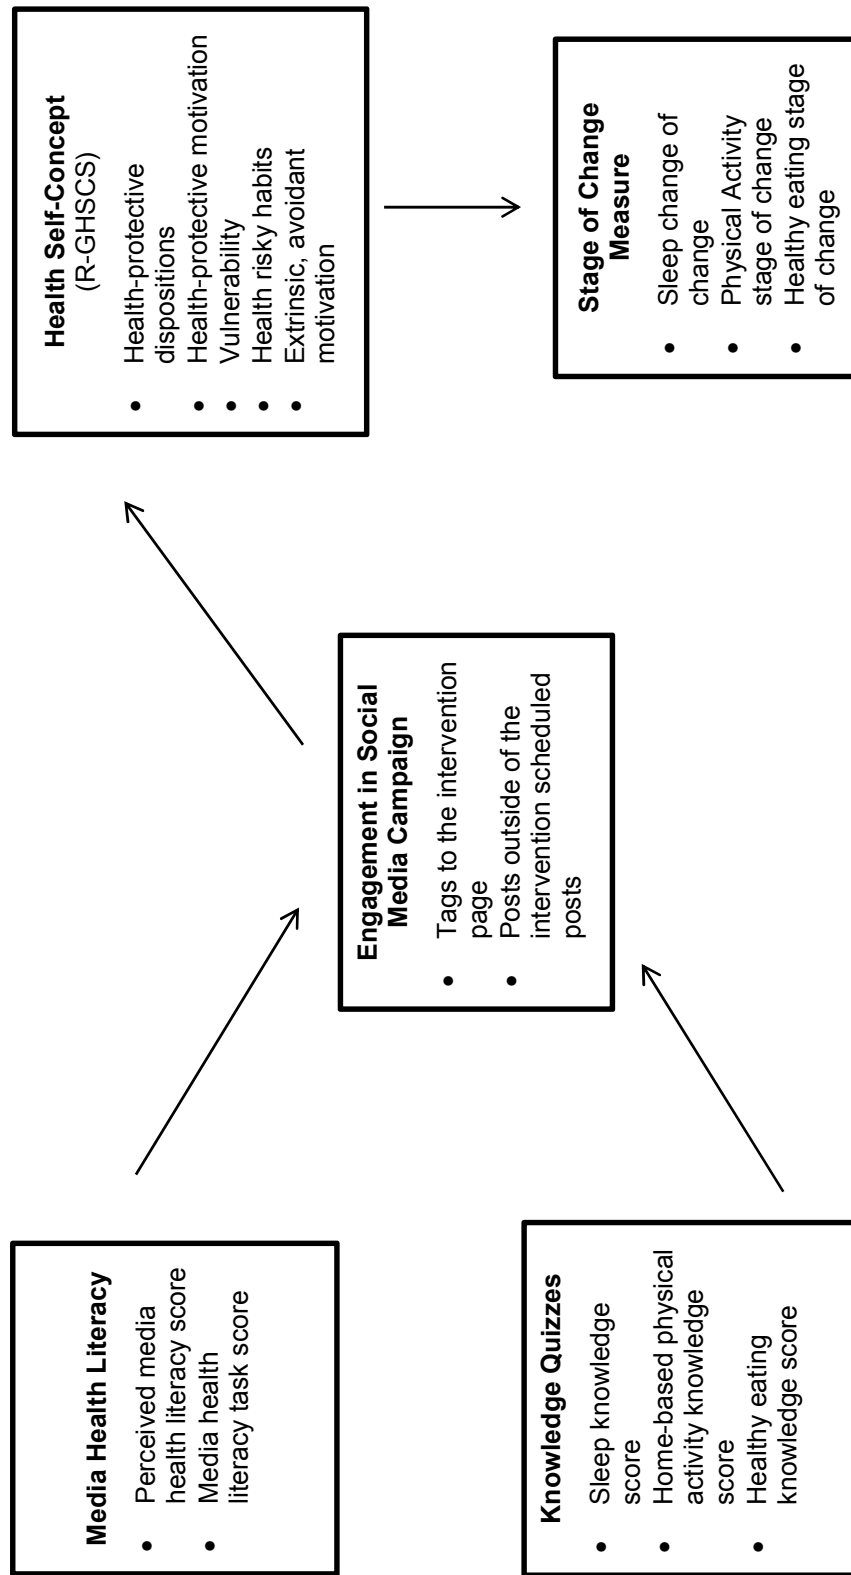 Media Health Literacy
• Perceived media
health literacy score
• Media health
literacy task score
Knowledge Quizzes
• Sleep knowledge
score
• Home-based physical
activity knowledge
score
• Healthy eating
knowledge score
Engagement in Social
Media Campaign
• Tags to the intervention
page
• Posts outside of the
intervention scheduled
posts
Health Self-Concept
(R-GHSCS)
• Health-protective
dispositions
• Health-protective motivation
• Vulnerability
• Health risky habits
• Extrinsic, avoidant
motivation
Stage of Change
Measure
• Sleep change of
change
• Physical Activity
stage of change
• Healthy eating stage
of change